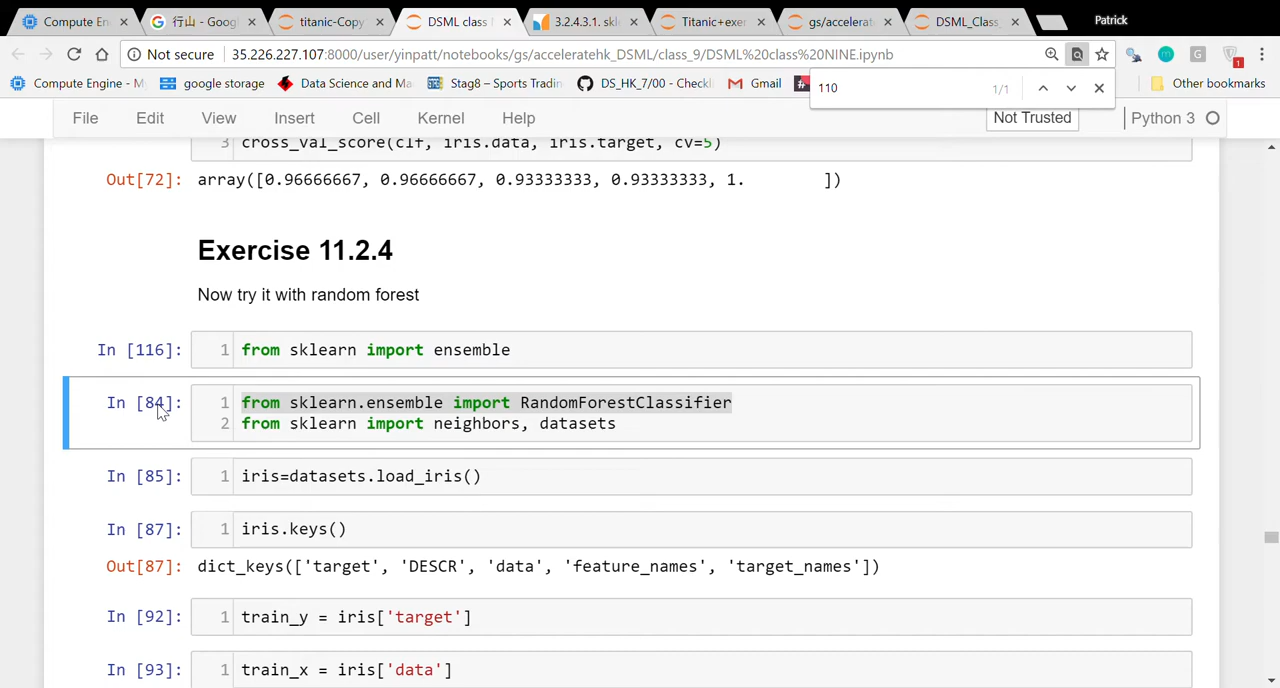 Compute En
行山 - Goog
titanic-Copy
DSML class N
3.2.4.3.1. skl
Titanic+exer
gs/accelerat
DSML_Class_
Patrick
Not secure
35.226.227.107:8000/user/yinpatt/notebooks/gs/acceleratehk_DSML/class_9/DSML%20class%20NINE.ipynb
Compute Engine - My
google storage
Data Science and Ma
Stag8 – Sports Tradin
DS_HK_7/00 - Checkl
Gmail
110
1/1
Other bookmarks
File Edit View Insert Cell Kernel Help
Not Trusted
Python 3
3 cross_val_score(clf, iris.data, iris.target, cv=5)
Out[72]: array([0.96666667, 0.96666667, 0.93333333, 0.93333333, 1. ])
Exercise 11.2.4
Now try it with random forest
In [116]: 1 from sklearn import ensemble
In [84]: 1 from sklearn.ensemble import RandomForestClassifier
2 from sklearn import neighbors, datasets
In [85]: 1 iris=datasets.load_iris()
In [87]: 1 iris.keys()
Out[87]: dict_keys(['target', 'DESCR', 'data', 'feature_names', 'target_names'])
In [92]: 1 train_y = iris['target']
In [93]: 1 train_x = iris['data']